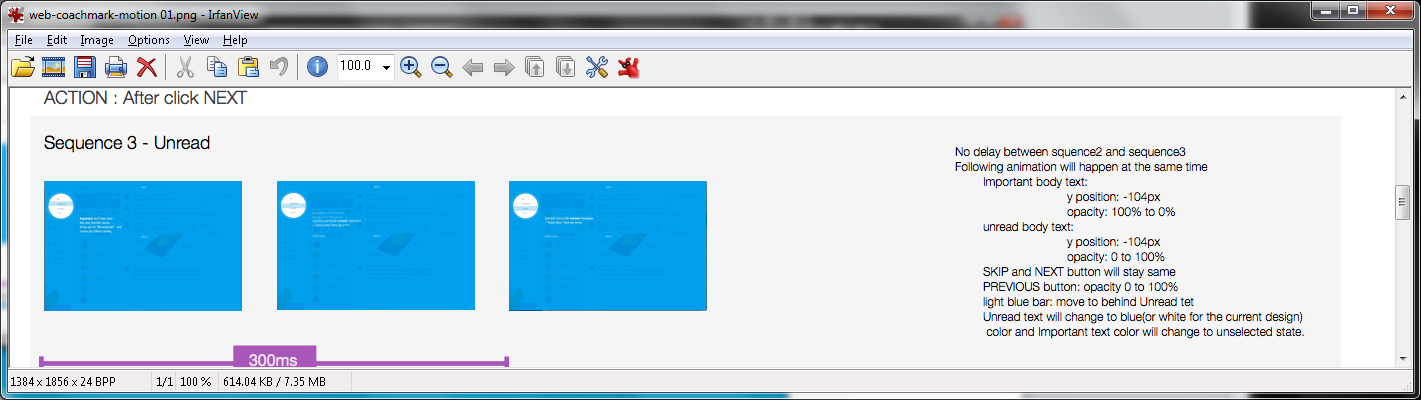 web-coachmark-motion 01.png - IrfanView
File Edit Image Options View Help
100.0
ACTION : After click NEXT
Sequence 3 - Unread
No delay between squence2 and sequence3
Following animation will happen at the same time
Important body text:
y position: -104px
opacity: 100% to 0%
unread body text:
y position: -104px
opacity: 0 to 100%
SKIP and NEXT button will stay same
PREVIOUS button: opacity 0 to 100%
light blue bar: move to behind Unread tet
Unread text will change to blue(or white for the current design)
color and Important text color will change to unselected state.
300ms
1384 x 1856 x 24 BPP 1/1 100 % 614.04 KB / 7.35 MB